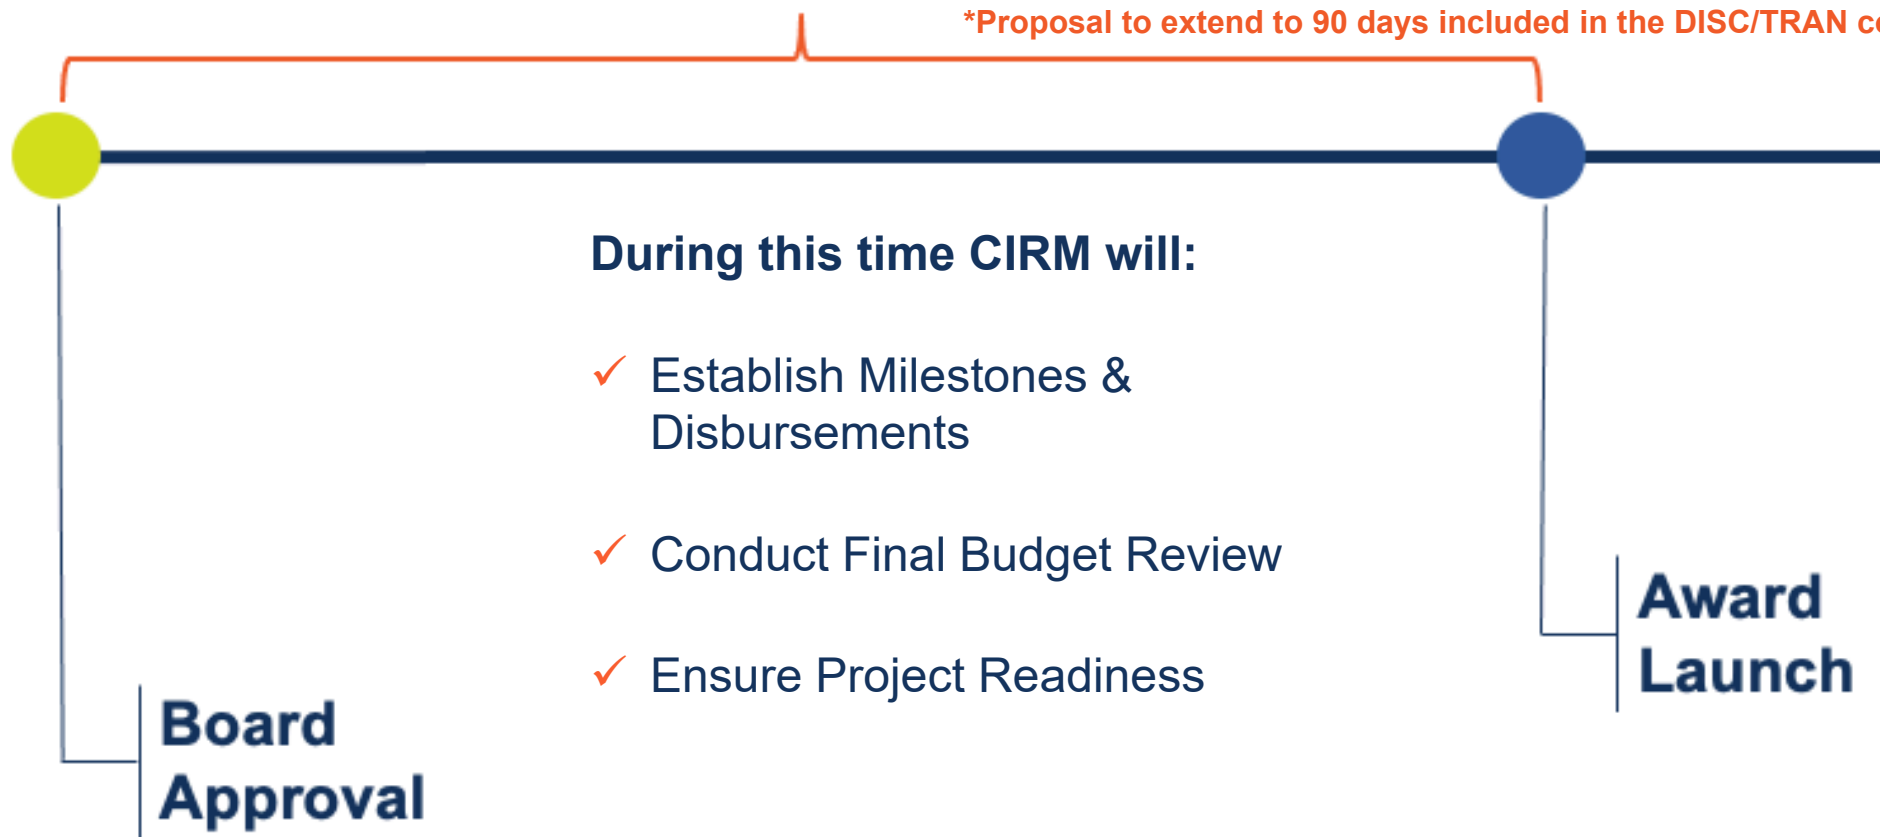 *Proposal to extend to 90 days included in the DISC/TRAN
During this time CIRM will:
✓ Establish Milestones &
Disbursements
✓ Conduct Final Budget Review
✓ Ensure Project Readiness
Award
Launch
Board
Approval